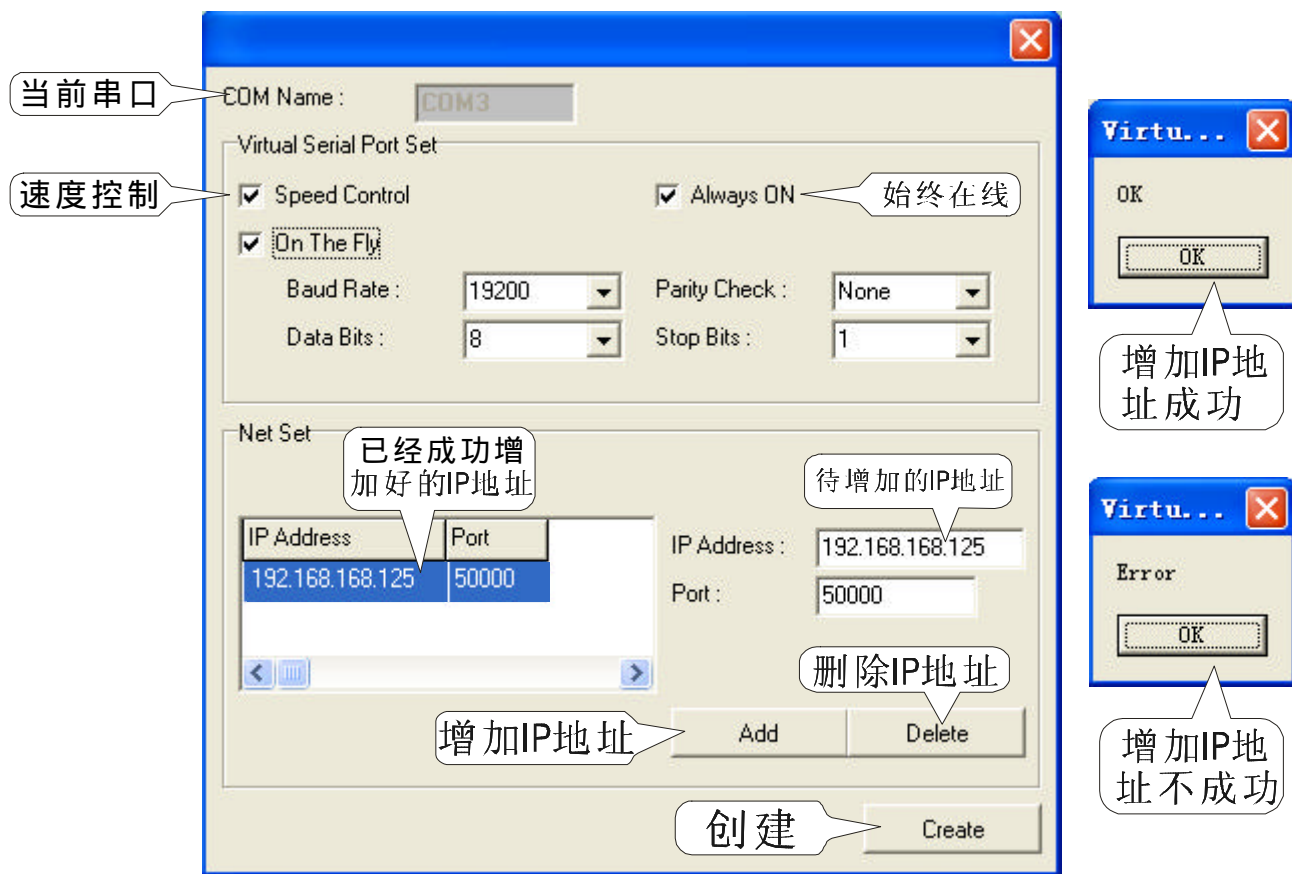 当前串口
COM Name :
COM3
Virtual Serial Port Set
速度控制
Speed Control
Always ON
始终在线
On The Fly
Baud Rate :
19200
Parity Check :
None
Data Bits :
8
Stop Bits :
1
Net Set
已经成功增
加好的IP地址
待增加的IP地址
IP Address
Port
192.168.168.125
50000
IP Address :
192.168.168.125
Port :
50000
删除IP地址
增加IP地址
Add
Delete
创建
Create
Virtu...
OK
OK
增加IP地
址成功
Virtu...
Error
OK
增加IP地
址不成功